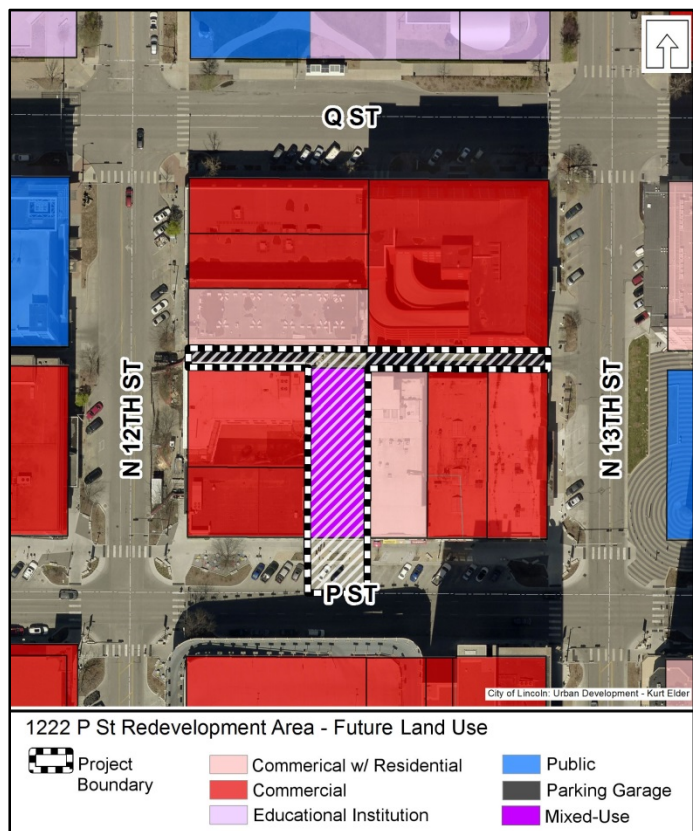 Q ST
N 12TH ST
N 13TH ST
P ST
City of Lincoln: Urban Development - Kurt Elder
1222 P St Redevelopment Area - Future Land Use
Project
Boundary
Commerical w/ Residential
Commercial
Educational Institution
Public
Parking Garage
Mixed-Use